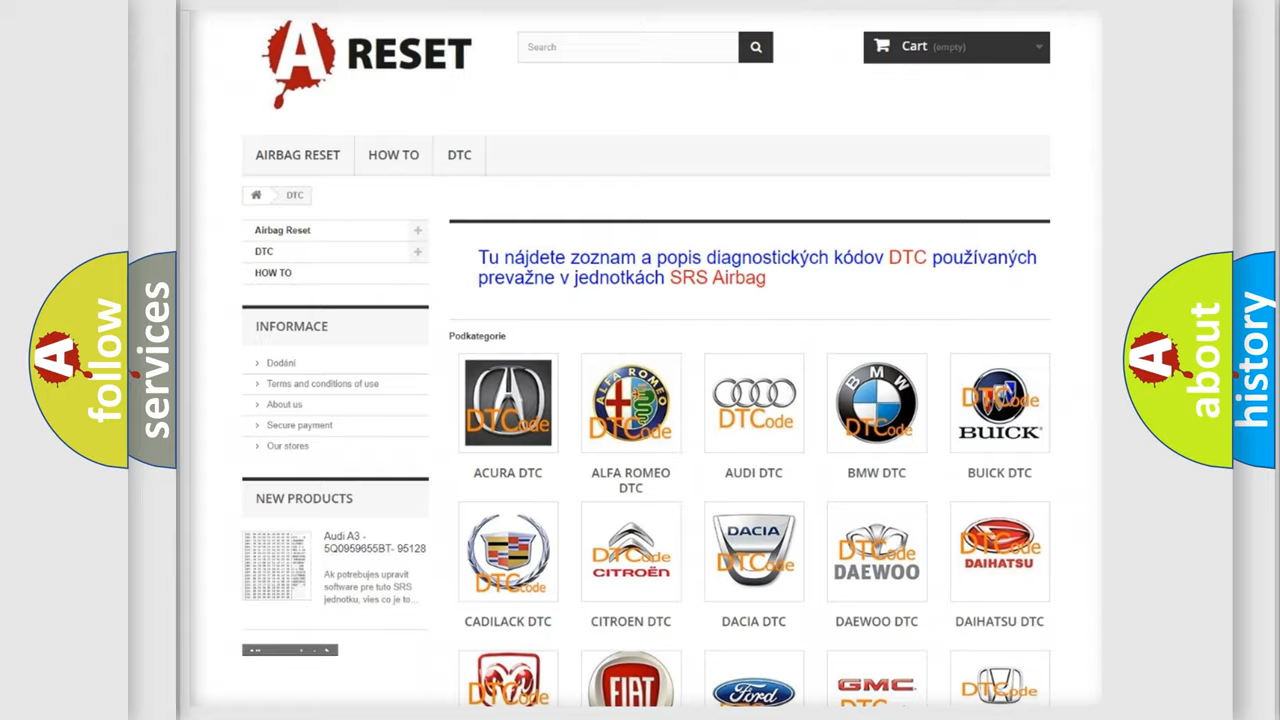 A RESET
Search
Cart (empty)
AIRBAG RESET
HOW TO
DTC
DTC
Airbag Reset
DTC
HOW TO
INFORMACE
Dodání
Terms and conditions of use
About us
Secure payment
Our stores
NEW PRODUCTS
Audi A3 -
5Q0959655BT- 95128
Ak potrebujes upravit
software pre tuto SRS
jednotku, vies co je to...
Tu nájdete zoznam a popis diagnostických kódov DTC používaných
prevažne v jednotkách SRS Airbag
Podkategorie
DTCode
ALFA ROMEO
DTCode
DTCode
BMW
DTCode
DTCode
BUICK
ACURA DTC
ALFA ROMEO
DTC
AUDI DTC
BMW DTC
BUICK DTC
DTCode
DTCode
CITROËN
DACIA
DTCode
DTCode
DAEWOO
DTCode
DAIHATSU
CADILACK DTC
CITROEN DTC
DACIA DTC
DAEWOO DTC
DAIHATSU DTC
DTCode
FIAT
Ford
GMC
DTCode
A follow
services
A about
history